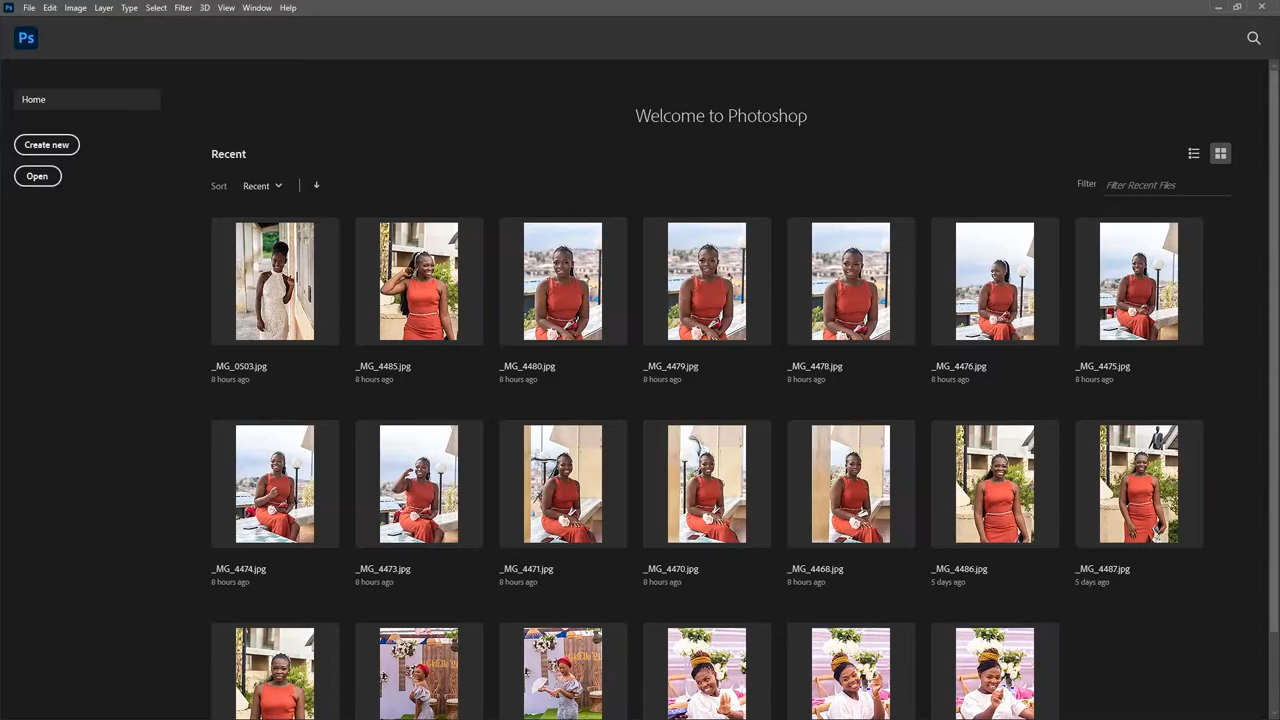 Ps File Edit Image Layer Type Select Filter 3D View Window Help
Ps
Home
Welcome to Photoshop
Create new
Recent
Open
Sort Recent
Filter Filter Recent Files
_MG_0503.jpg _MG_4485.jpg _MG_4480.jpg _MG_4479.jpg _MG_4478.jpg _MG_4476.jpg _MG_4475.jpg
8 hours ago 8 hours ago 8 hours ago 8 hours ago 8 hours ago 8 hours ago 8 hours ago
_MG_4474.jpg _MG_4473.jpg _MG_4471.jpg _MG_4470.jpg _MG_4468.jpg _MG_4486.jpg _MG_4487.jpg
8 hours ago 8 hours ago 8 hours ago 8 hours ago 8 hours ago 5 days ago 5 days ago